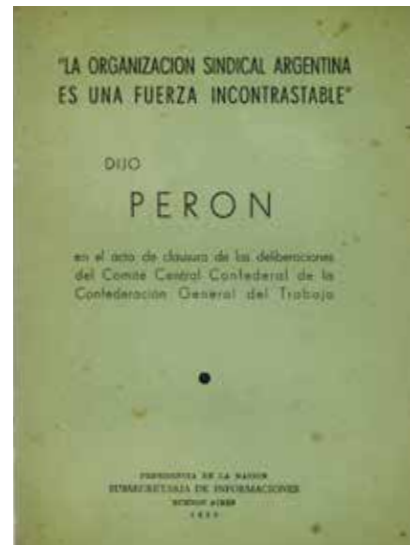 "LA ORGANIZACION SINDICAL ARGENTINA
ES UNA FUERZA INCONTRASTABLE"
DIJO
PERON
en el acto de clausura de las deliberaciones
del Comité Central Confederal de la
Confederación General del Trabajo
PRESIDENCIA DE LA NACION
SUBSECRETARIA DE INFORMACIONES
BUENOS AIRES